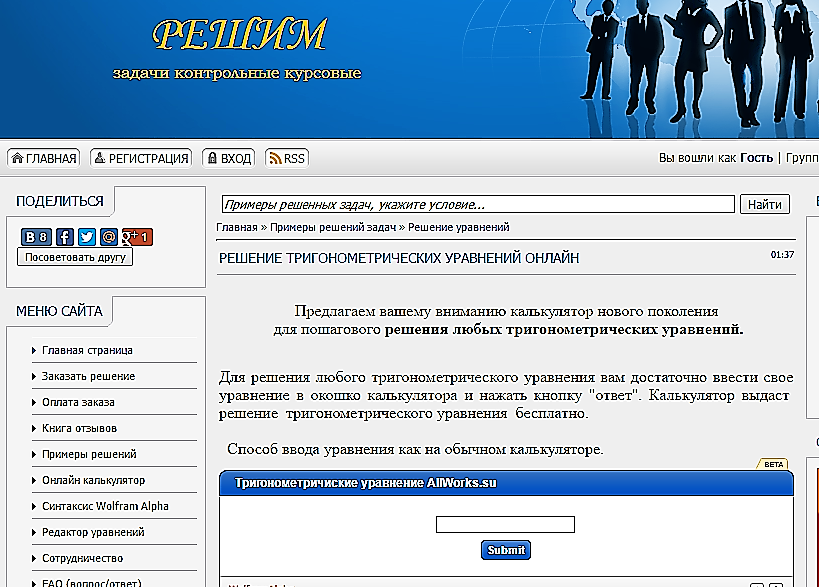 РЕШИМ
задачи контрольные курсовые
ГЛАВНАЯ
РЕГИСТРАЦИЯ
ВХОД
RSS
Вы вошли как Гость | Групп
ПОДЕЛИТЬСЯ
B 8
f
@
g+ 1
Посоветовать другу
МЕНЮ САЙТА
Главная страница
Заказать решение
Оплата заказа
Книга отзывов
Примеры решений
Онлайн калькулятор
Синтаксис Wolfram Alpha
Редактор уравнений
Сотрудничество
FAQ (вопрос/ответ)
Примеры решенных задач, укажите условие...
Найти
Главная » Примеры решений задач » Решение уравнений
РЕШЕНИЕ ТРИГОНОМЕТРИЧЕСКИХ УРАВНЕНИЙ ОНЛАЙН
01:37
Предлагаем вашему вниманию калькулятор нового поколения
для пошагового решения любых тригонометрических уравнений.
Для решения любого тригонометрического уравнения вам достаточно ввести свое
уравнение в окошко калькулятора и нажать кнопку "ответ". Калькулятор выдаст
решение тригонометрического уравнения бесплатно.
Способ ввода уравнения как на обычном калькуляторе.
BETA
Тригонометричиские уравнение AllWorks.su
Submit